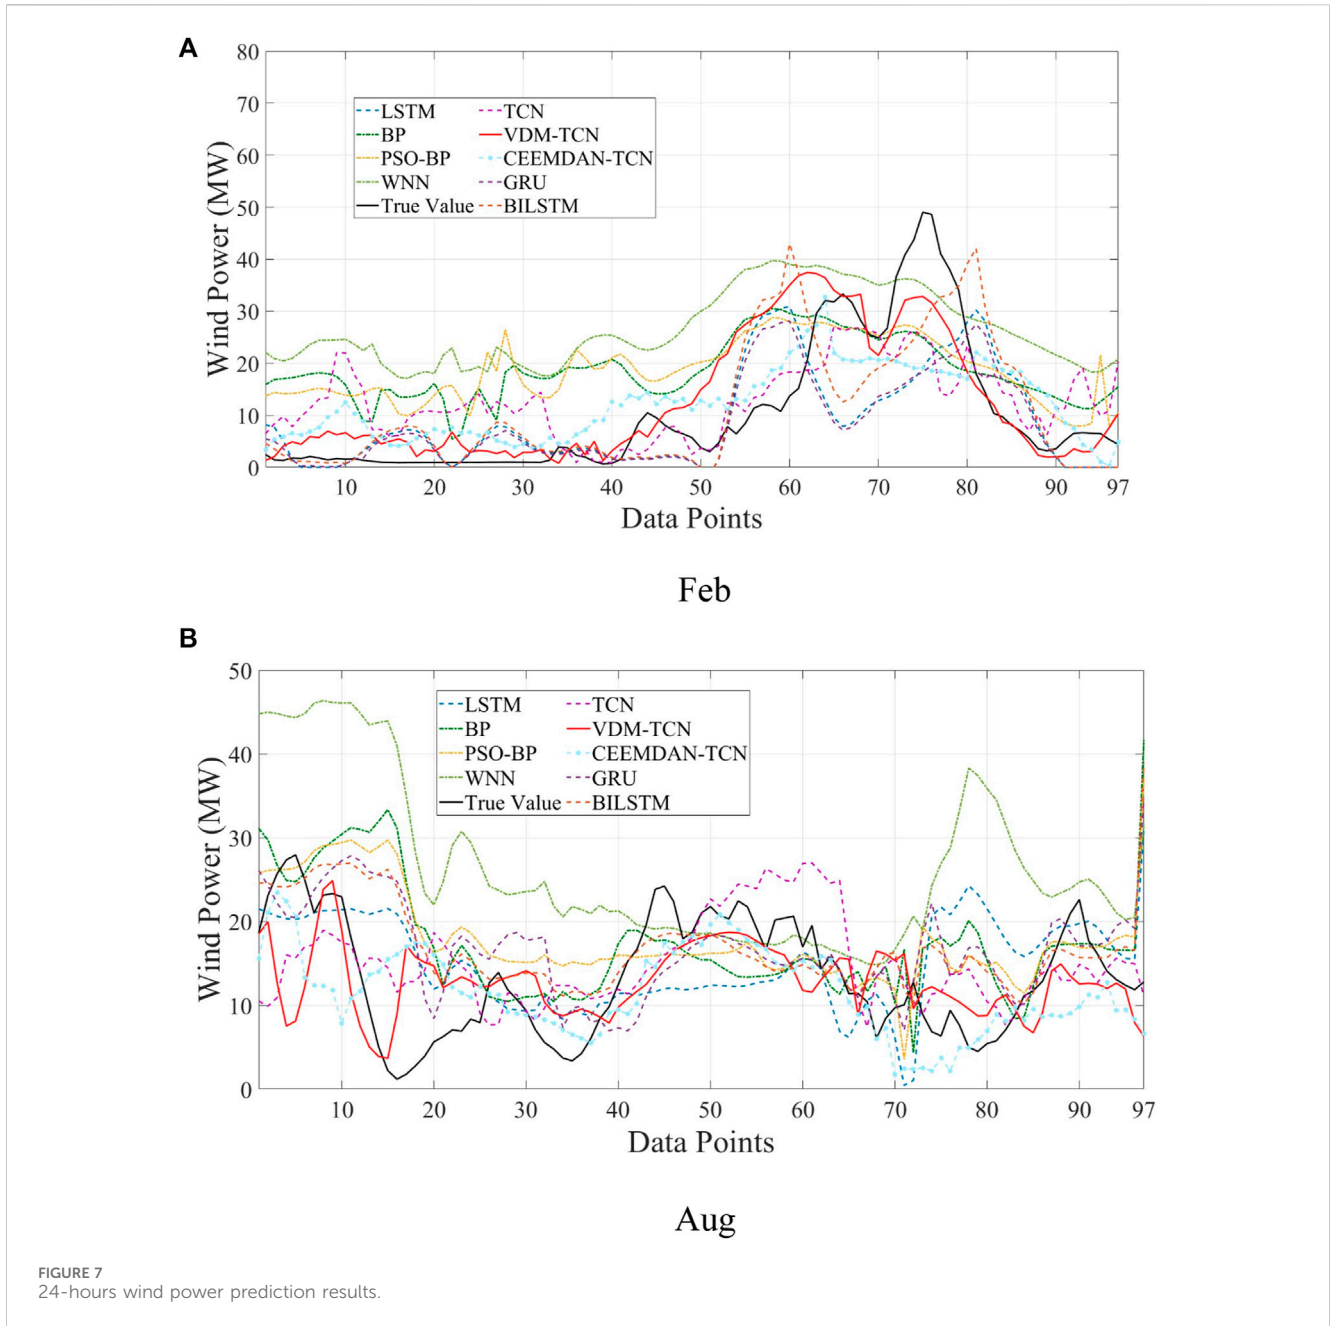 A
80
70
60
50
40
30
20
10
0
Wind Power (MW)
LSTM TCN
BP VDM-TCN
PSO-BP CEEMDAN-TCN
WNN GRU
True Value BILSTM
10 20 30 40 50 60 70 80 90 97
Data Points
Feb
B
50
40
30
20
10
0
Wind Power (MW)
LSTM TCN
BP VDM-TCN
PSO-BP CEEMDAN-TCN
WNN GRU
True Value BILSTM
10 20 30 40 50 60 70 80 90 97
Data Points
Aug
FIGURE 7
24-hours wind power prediction results.